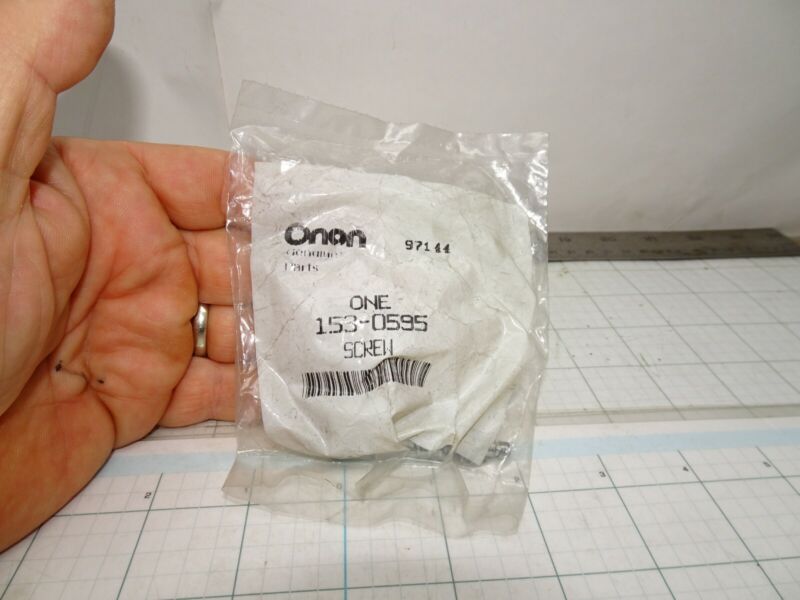 Onan 97144
Genuine
Parts
ONE
153-0595
SCREW